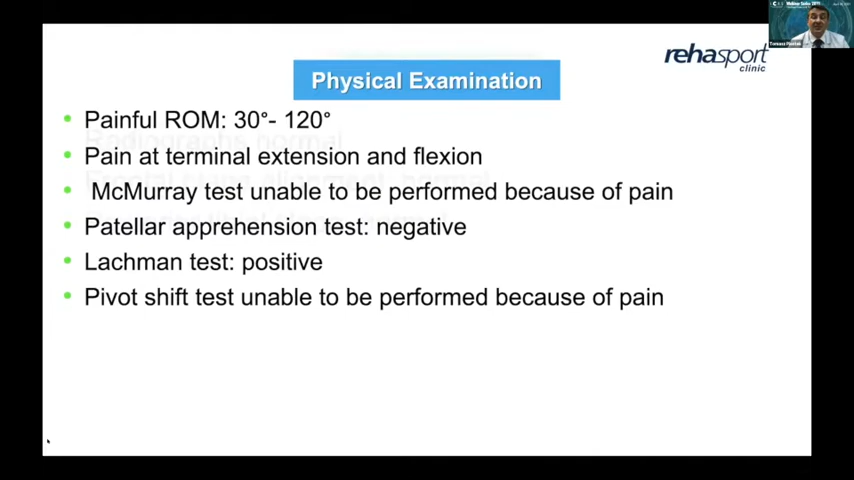 rehasport
clinic
Physical Examination
Painful ROM: 30°- 120°
Pain at terminal extension and flexion
McMurray test unable to be performed because of pain
Patellar apprehension test: negative
Lachman test: positive
Pivot shift test unable to be performed because of pain
Radiographs normal